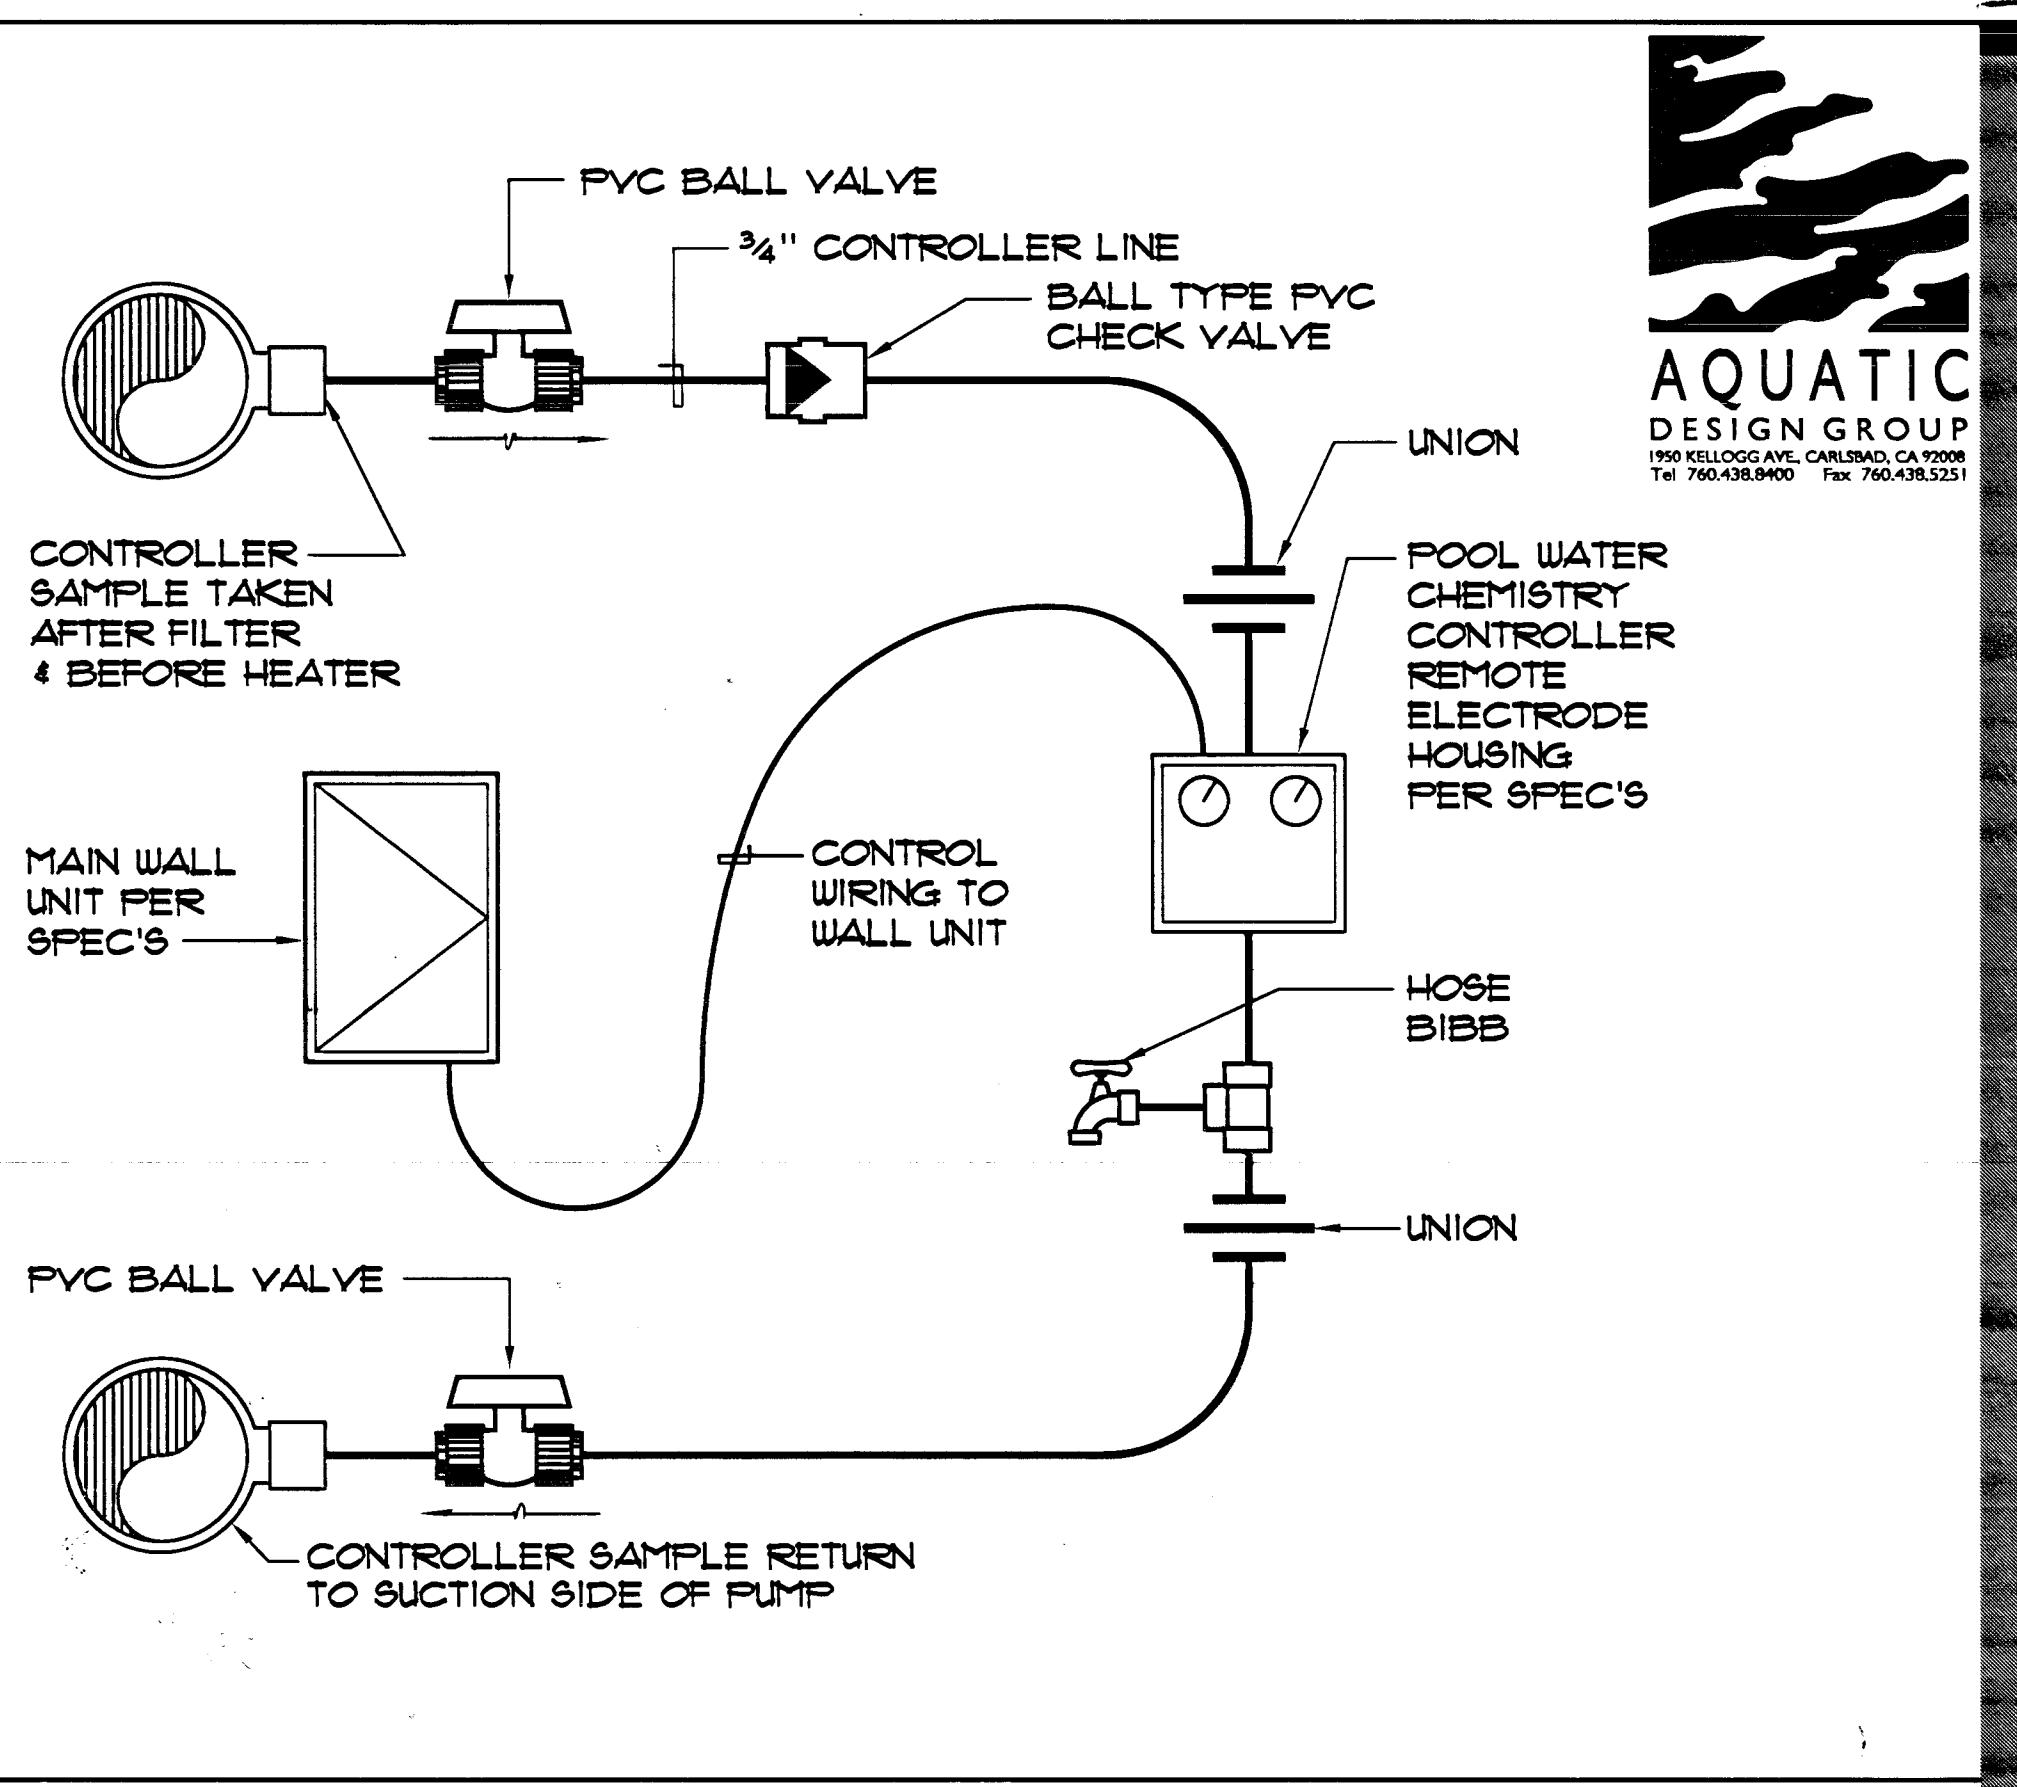 PVC BALL VALVE
3/4" CONTROLLER LINE
BALL TYPE PVC
CHECK VALVE
AQUATIC
DESIGN GROUP
1950 KELLOGG AVE., CARLSBAD, CA 92008
Tel 760.438.8400 Fax 760.438.5251
UNION
CONTROLLER
SAMPLE TAKEN
AFTER FILTER
& BEFORE HEATER
POOL WATER
CHEMISTRY
CONTROLLER
REMOTE
ELECTRODE
HOUSING
PER SPEC'S
MAIN WALL
UNIT PER
SPEC'S
CONTROL
WIRING TO
WALL UNIT
HOSE
BIBB
UNION
PVC BALL VALVE
CONTROLLER SAMPLE RETURN
TO SUCTION SIDE OF PUMP